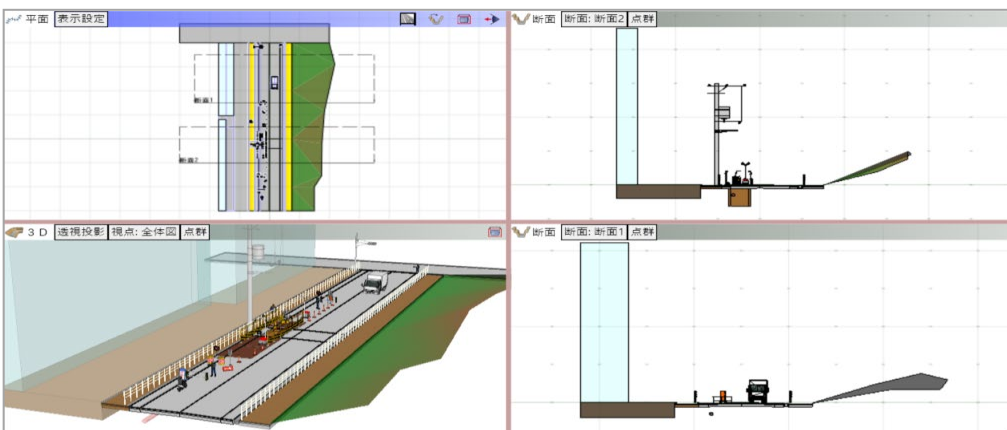 平面 表示設定
断面1
断面2
断面 断面: 断面2 点群
3 D 透視投影 視点: 全体図 点群
断面 断面: 断面1 点群